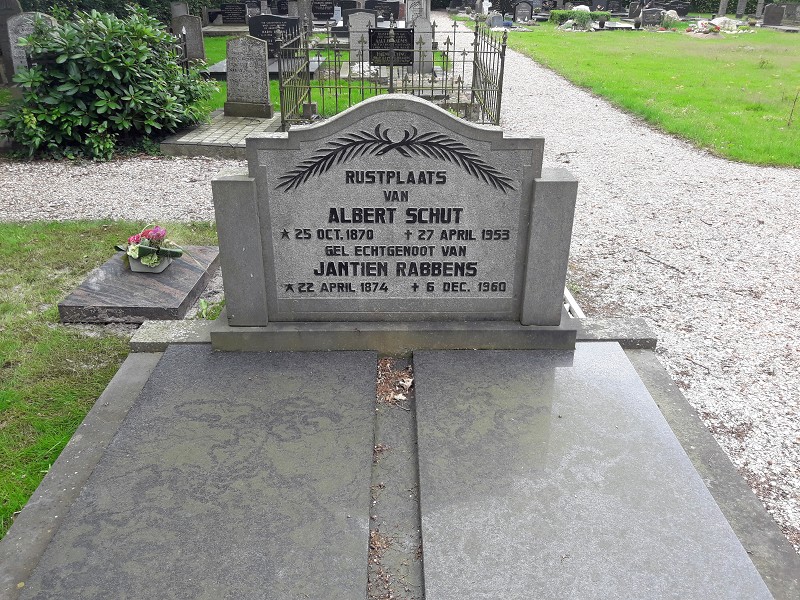 RUSTPLAATS
VAN
ALBERT SCHUT
* 25 OCT. 1870 + 27 APRIL 1953
GEL. ECHTGENOOT VAN
JANTIEN RABBENS
* 22 APRIL 1874 + 6 DEC. 1960